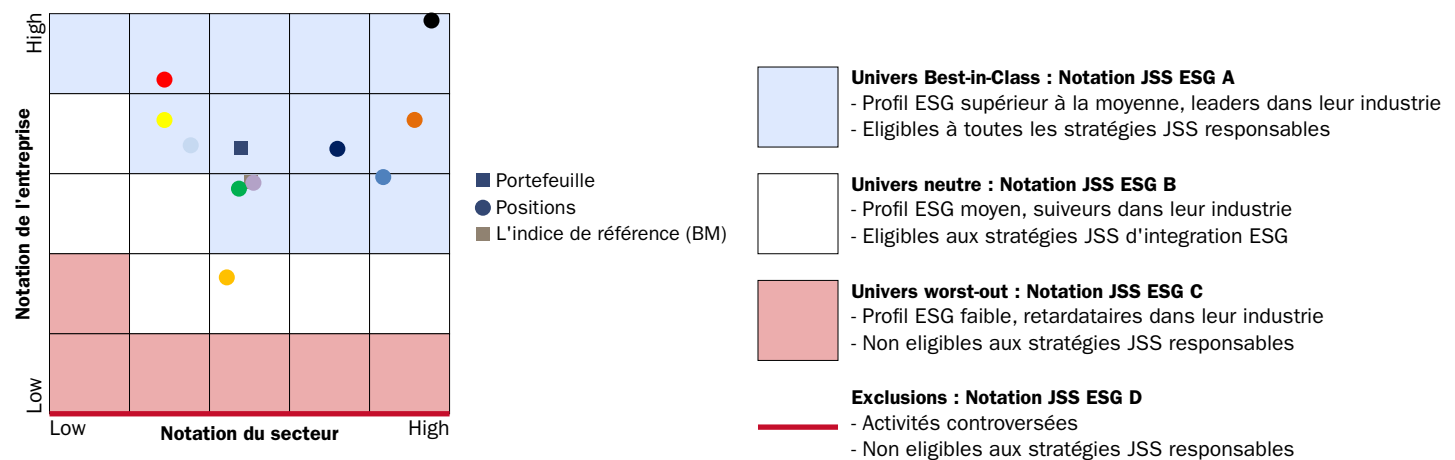 High
Notation de l'entreprise
Low
Low
Notation du secteur
High
Portefeuille
Positions
L'indice de référence (BM)
Univers Best-in-Class : Notation JSS ESG A
- Profil ESG supérieur à la moyenne, leaders dans leur industrie
- Eligibles à toutes les stratégies JSS responsables
Univers neutre : Notation JSS ESG B
- Profil ESG moyen, suiveurs dans leur industrie
- Eligibles aux stratégies JSS d'integration ESG
Univers worst-out : Notation JSS ESG C
- Profil ESG faible, retardataires dans leur industrie
- Non eligibles aux stratégies JSS responsables
Exclusions : Notation JSS ESG D
- Activités controversées
- Non eligibles aux stratégies JSS responsables